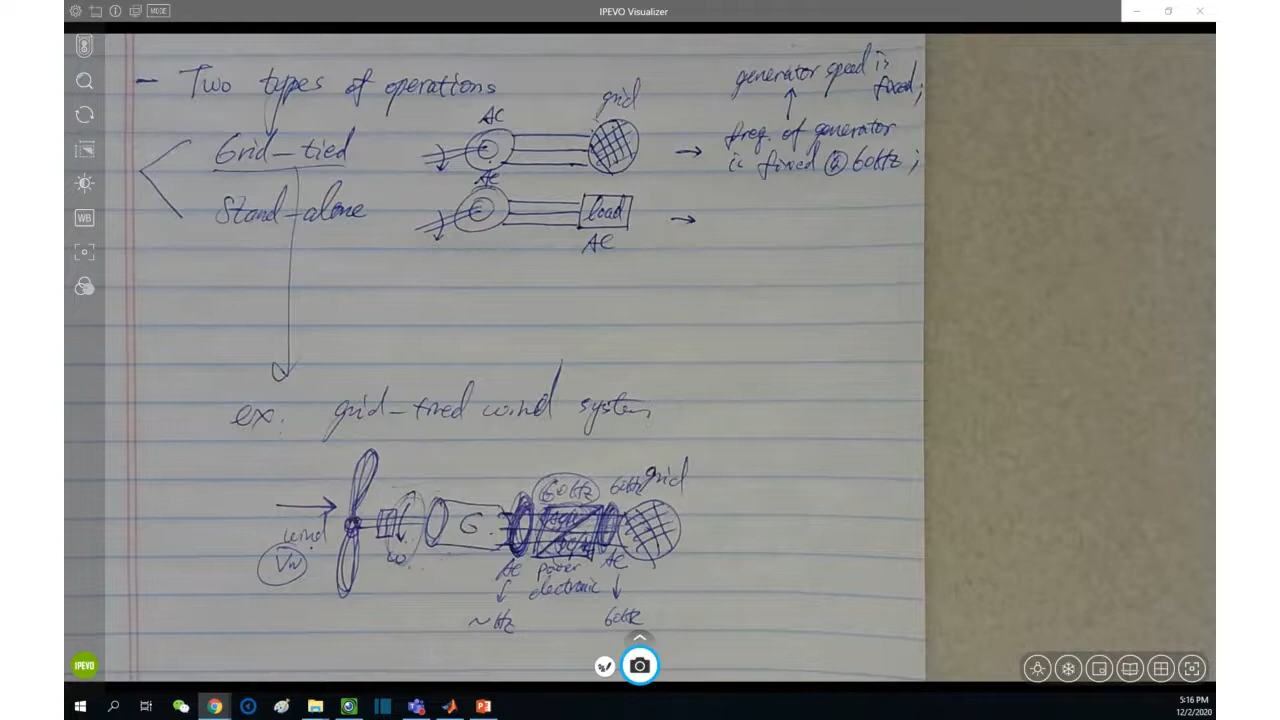 IPEVO Visualizer
MODE
- Two types of operations
Grid-tied
Stand-alone
AC
grid
AC
load
AC
generator speed is
fixed;
freq. of generator
is fixed @ 60Hz;
WB
ex. grid-tied wind system
wind
Vw
ω
G
60Hz
60Hz
grid
AC
power
electronic
AC
~Hz
60Hz
IPEVO
5:16 PM
12/2/2020